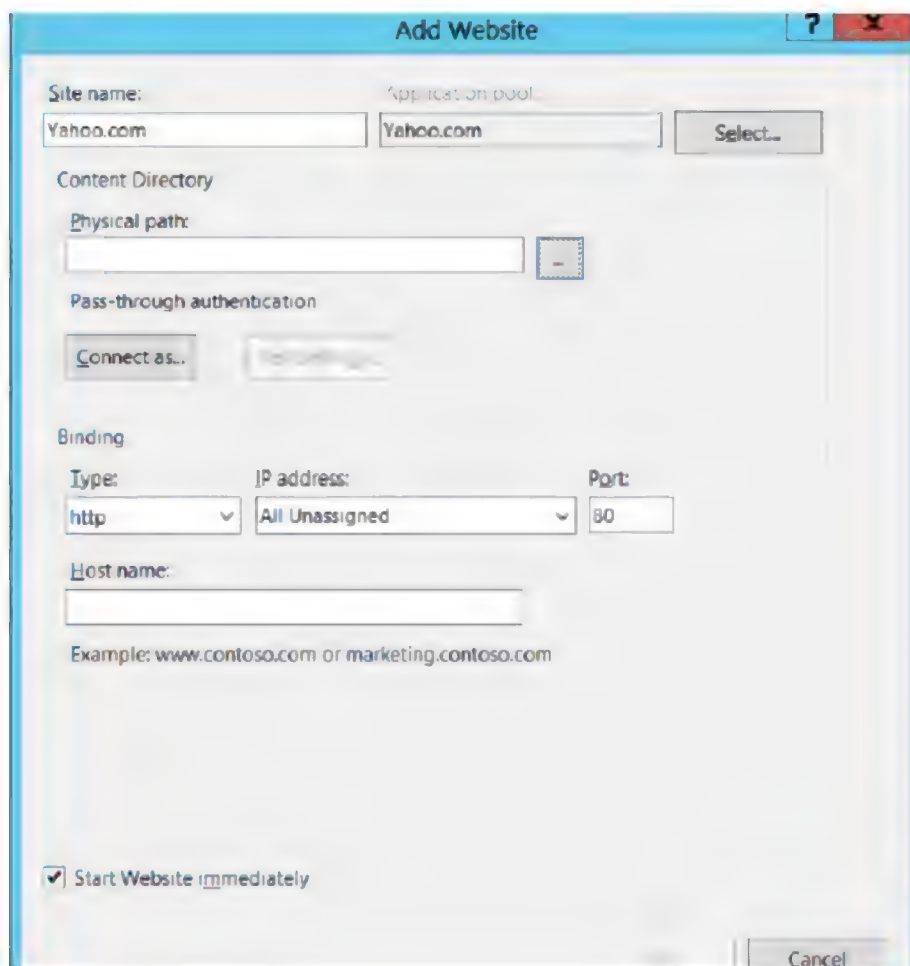 Add Website
?
X
Site name:
Application pool:
Yahoo.com
Yahoo.com
Select...
Content Directory
Physical path:
...
Pass-through authentication
Connect as...
Binding
Type:
IP address:
Port:
http
All Unassigned
80
Host name:
Example: www.contoso.com or marketing.contoso.com
Start Website immediately
Cancel